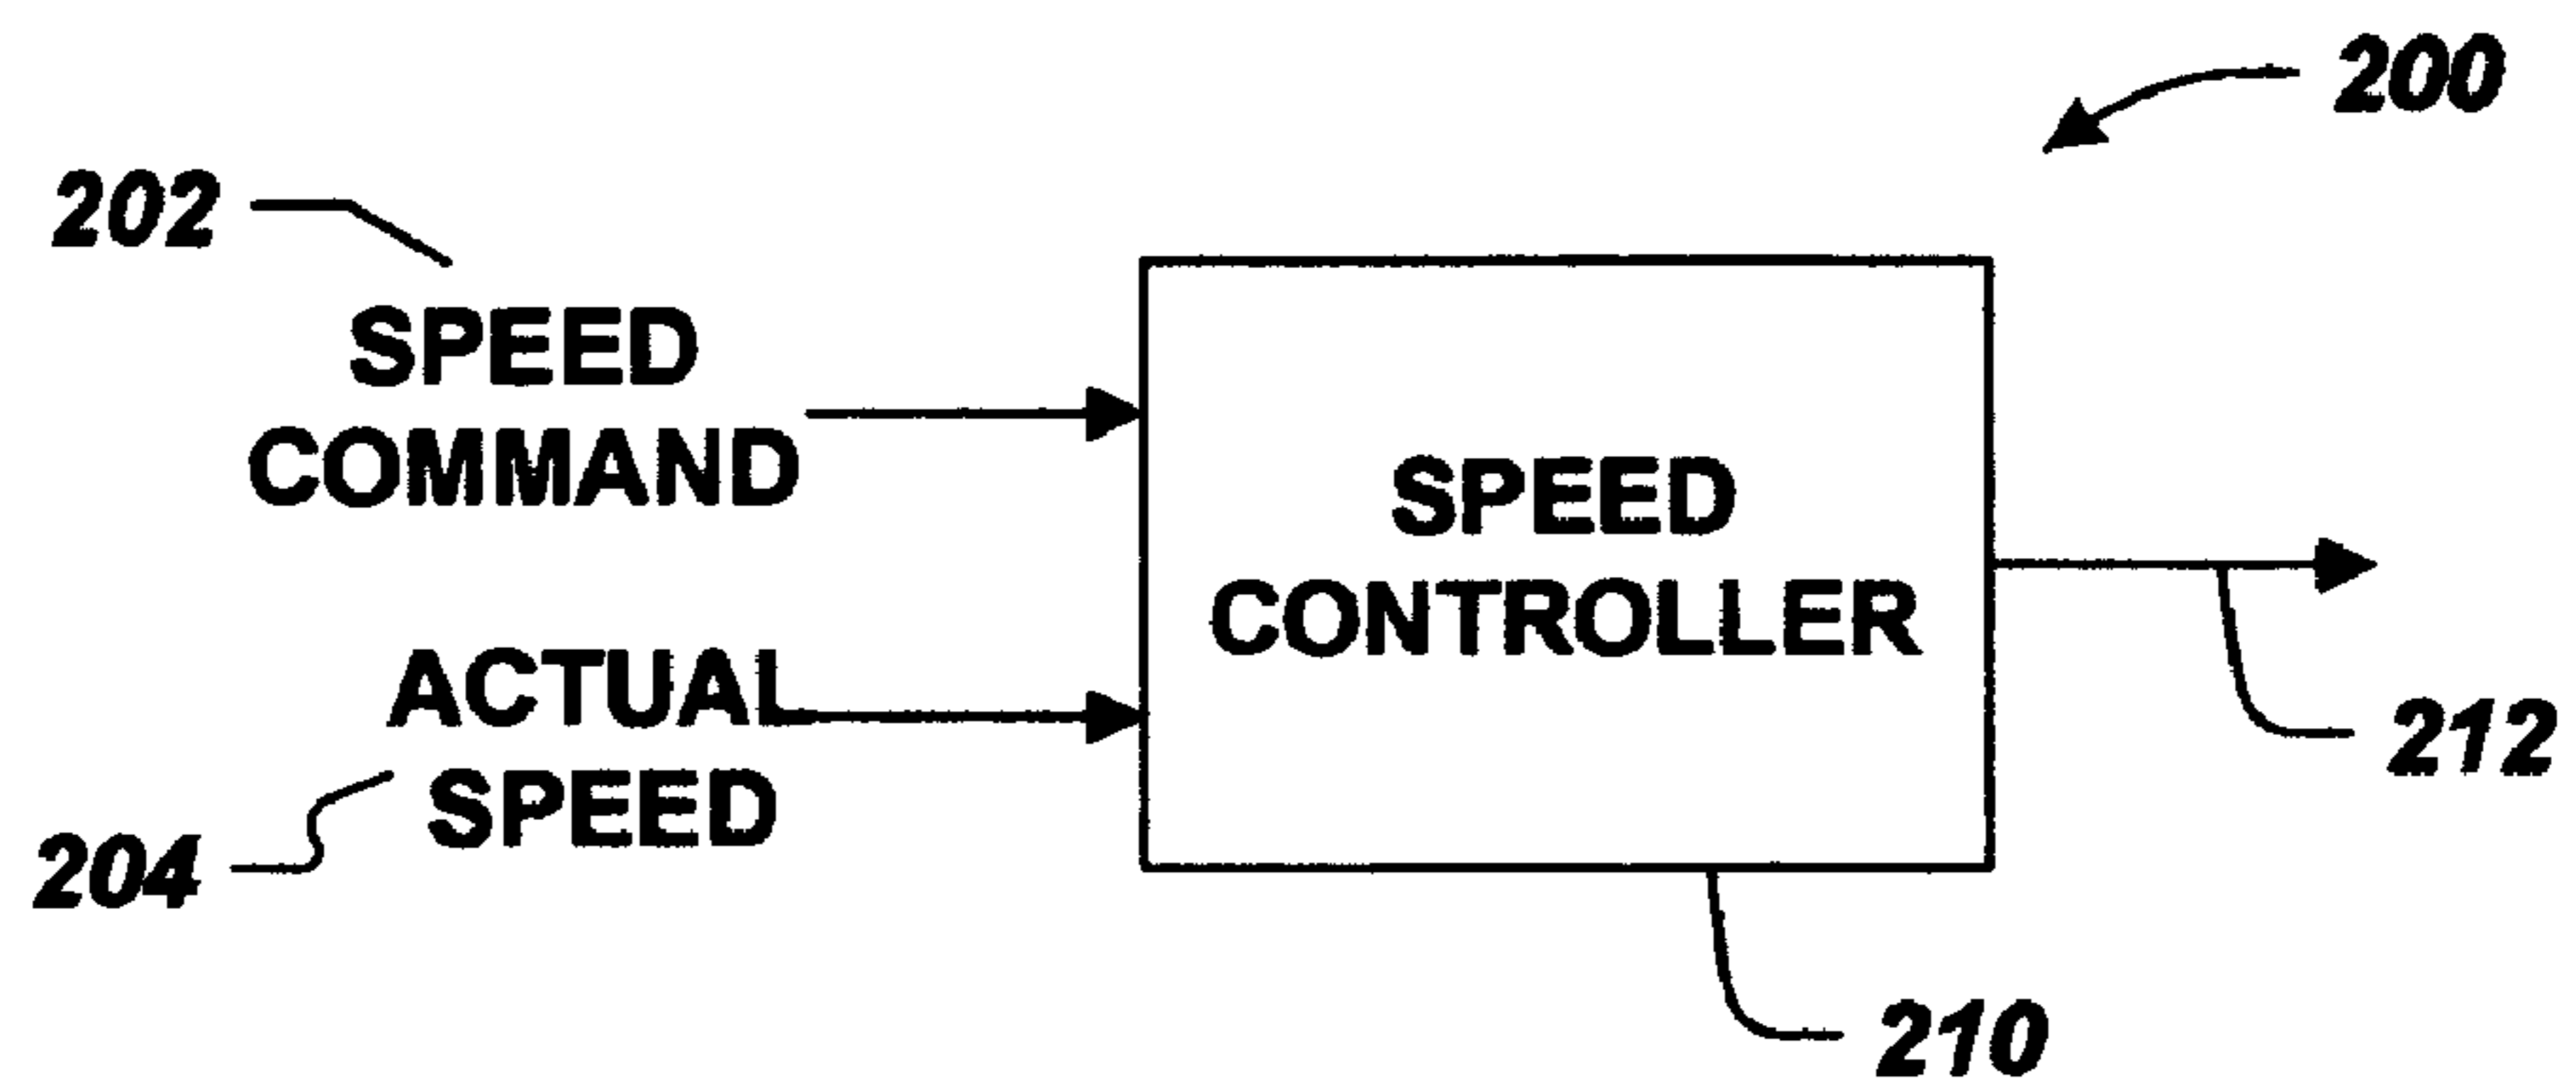 200
202
SPEED
COMMAND
SPEED
CONTROLLER
ACTUAL
SPEED
212
204
210